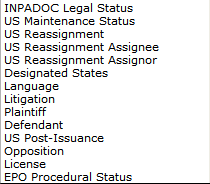 INPADOC Legal Status
US Maintenance Status
US Reassignment
US Reassignment Assignee
US Reassignment Assignor
Designated States
Language
Litigation
Plaintiff
Defendant
US Post-Issuance
Opposition
License
EPO Procedural Status